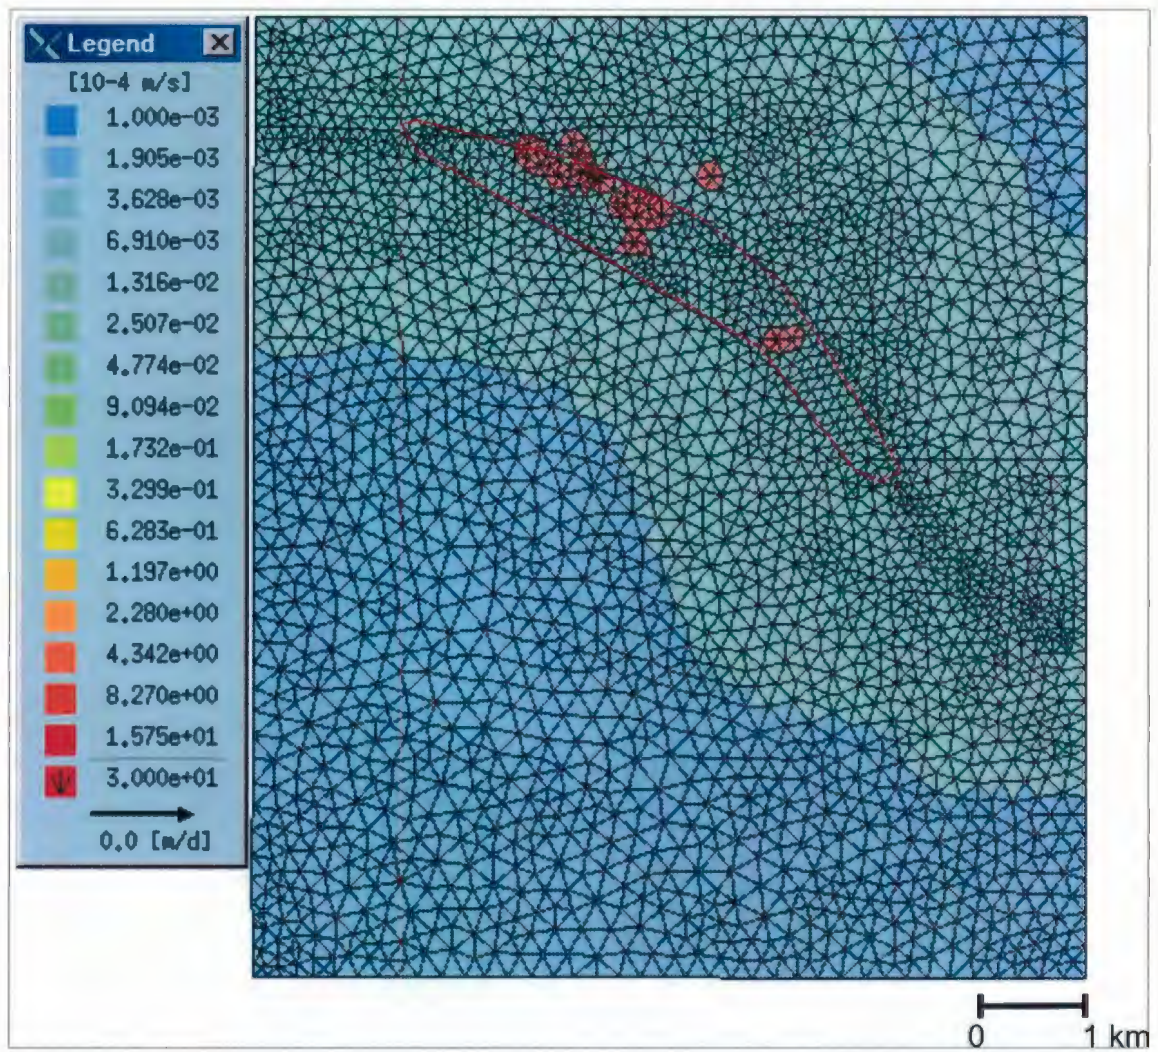 Legend
[10-4 m/s]
1.000e-03
1.905e-03
3.628e-03
6.910e-03
1.316e-02
2.507e-02
4.774e-02
9.094e-02
1.732e-01
3.299e-01
6.283e-01
1.197e+00
2.280e+00
4.342e+00
8.270e+00
1.575e+01
3.000e+01
0.0 [m/d]
0 1 km